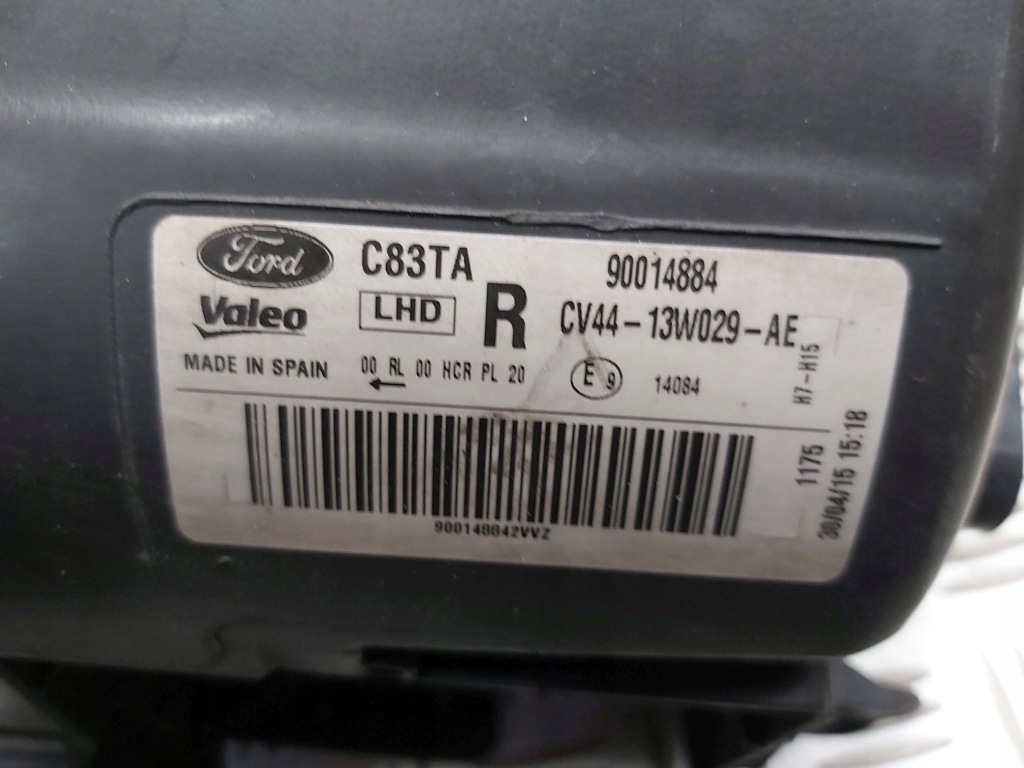 Ford C83TA 90014884
Valeo LHD R CV44-13W029-AE
MADE IN SPAIN 00 RL 00 HCR PL 20 E9 14084
H7-H15
900148842VVZ
1175
30/04/15 15:18